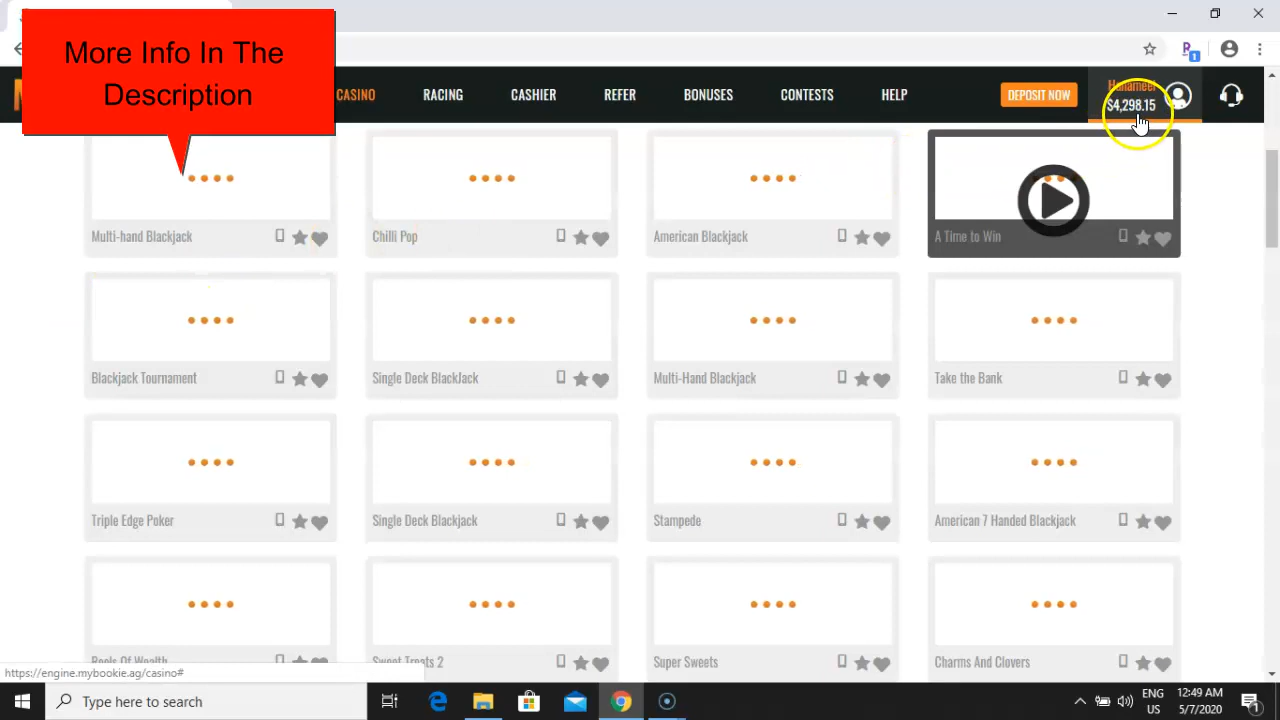 More Info In The
Description
CASINO
RACING
CASHIER
REFER
BONUSES
CONTESTS
HELP
DEPOSIT NOW
$4,298.15
Multi-hand Blackjack
Chilli Pop
American Blackjack
A Time to Win
Blackjack Tournament
Single Deck BlackJack
Multi-Hand Blackjack
Take the Bank
Triple Edge Poker
Single Deck Blackjack
Stampede
American 7 Handed Blackjack
Reels Of Wealth
Sweet Treats 2
Super Sweets
Charms And Clovers
https://engine.mybookie.ag/casino#
Type here to search
ENG
US
12:49 AM
5/7/2020